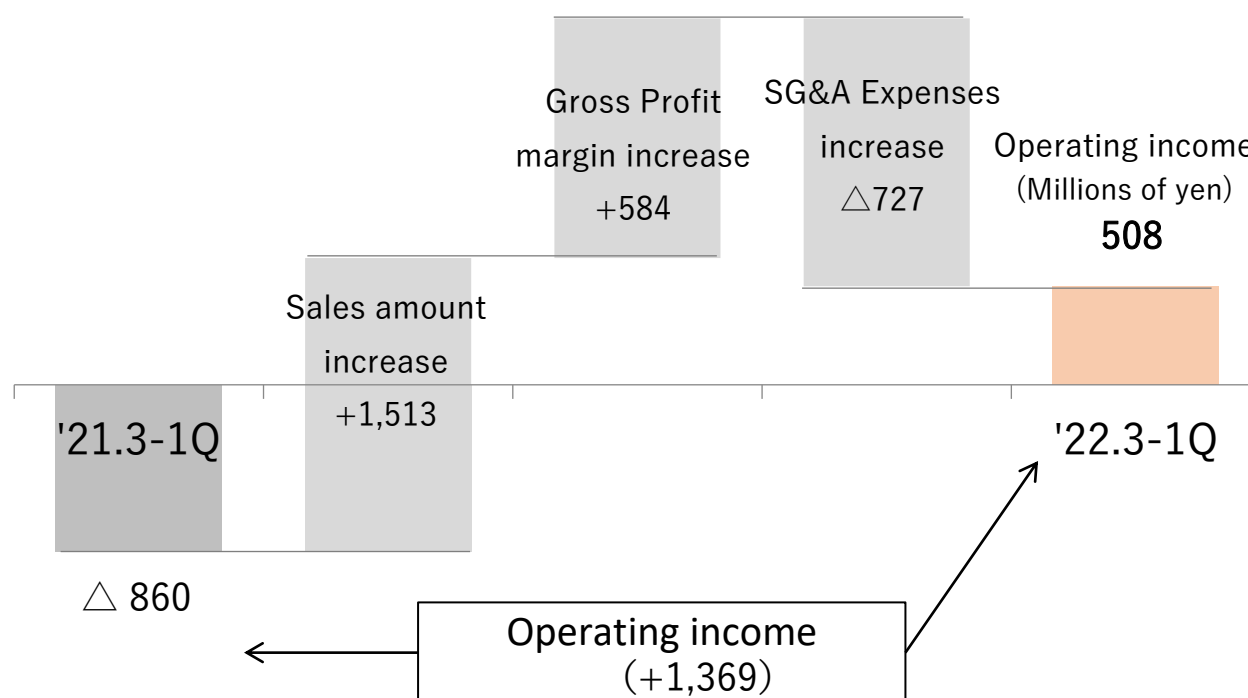 Gross Profit
margin increase
+584
SG&A Expenses
increase
△727
Operating income
(Millions of yen)
508
Sales amount
increase
+1,513
'21.3-1Q
'22.3-1Q
△ 860
Operating income
(+1,369)